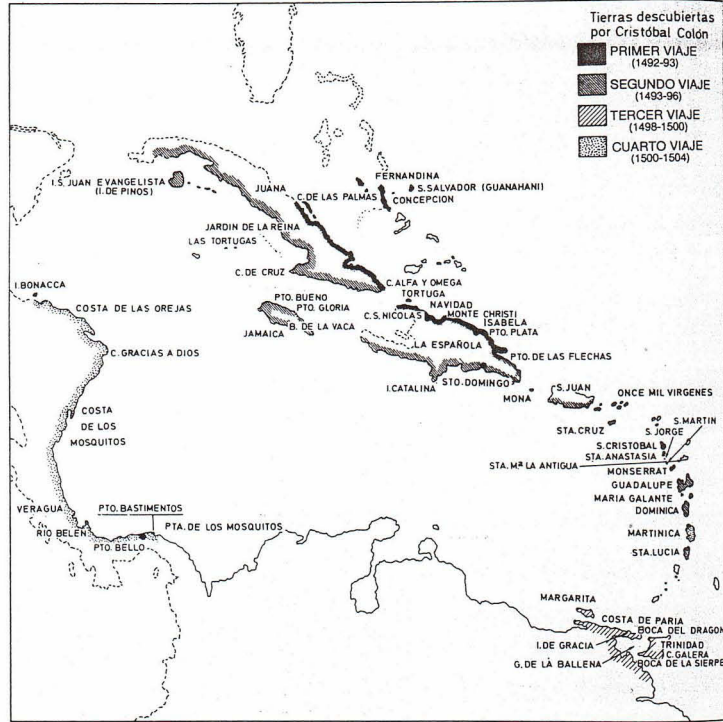 Tierras descubiertas
por Cristóbal Colón
PRIMER VIAJE
(1492-93)
SEGUNDO VIAJE
(1493-96)
TERCER VIAJE
(1498-1500)
CUARTO VIAJE
(1500-1504)
FERNANDINA
S. SALVADOR (GUANAHANI)
CONCEPCION
I.S. JUAN EVANGELISTA
(I. DE PINOS)
JUANA
C. DE LAS PALMAS
JARDIN DE LA REINA
LAS TORTUGAS
C. DE CRUZ
C. ALFA Y OMEGA
TORTUGA
I. BONACCA
COSTA DE LAS OREJAS
PTO. BUENO
PTO. GLORIA
NAVIDAD
MONTE CHRISTI
C.S. NICOLAS
ISABELA
PTO. PLATA
JAMAICA
B. DE LA VACA
LA ESPAÑOLA
PTO. DE LAS FLECHAS
C. GRACIAS A DIOS
I. CATALINA
STO. DOMINGO
MONA
S. JUAN
ONCE MIL VIRGENES
STA. CRUZ
S. MARTIN
S. JORGE
COSTA
DE LOS
MOSQUITOS
S. CRISTOBAL
STA. ANASTASIA
STA. Mª LA ANTIGUA
MONSERRAT
GUADALUPE
MARIA GALANTE
DOMINICA
VERAGUA
PTO. BASTIMENTOS
PTA. DE LOS MOSQUITOS
RIO BELEN
PTO. BELLO
MARTINICA
STA. LUCIA
MARGARITA
COSTA DE PARIA
BOCA DEL DRAGON
I. DE GRACIA
TRINIDAD
C. GALERA
G. DE LA BALLENA
BOCA DE LA SIERPE